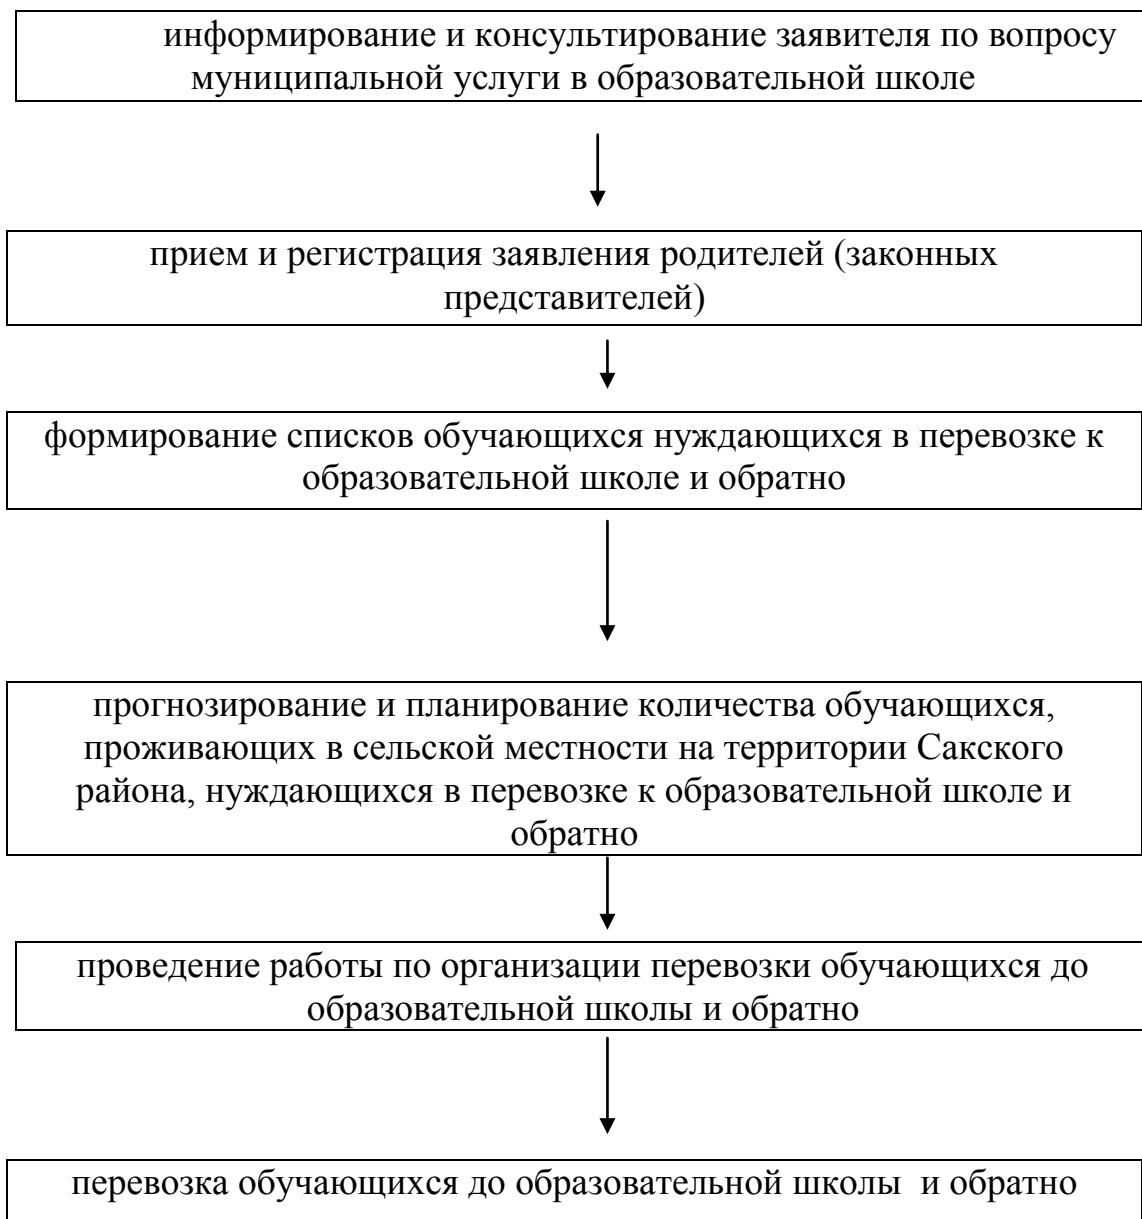 информирование и консультирование заявителя по вопросу
муниципальной услуги в образовательной школе
прием и регистрация заявления родителей (законных
представителей)
формирование списков обучающихся нуждающихся в перевозке к
образовательной школе и обратно
прогнозирование и планирование количества обучающихся,
проживающих в сельской местности на территории Сакского
района, нуждающихся в перевозке к образовательной школе и
обратно
проведение работы по организации перевозки обучающихся до
образовательной школы и обратно
перевозка обучающихся до образовательной школы  и обратно